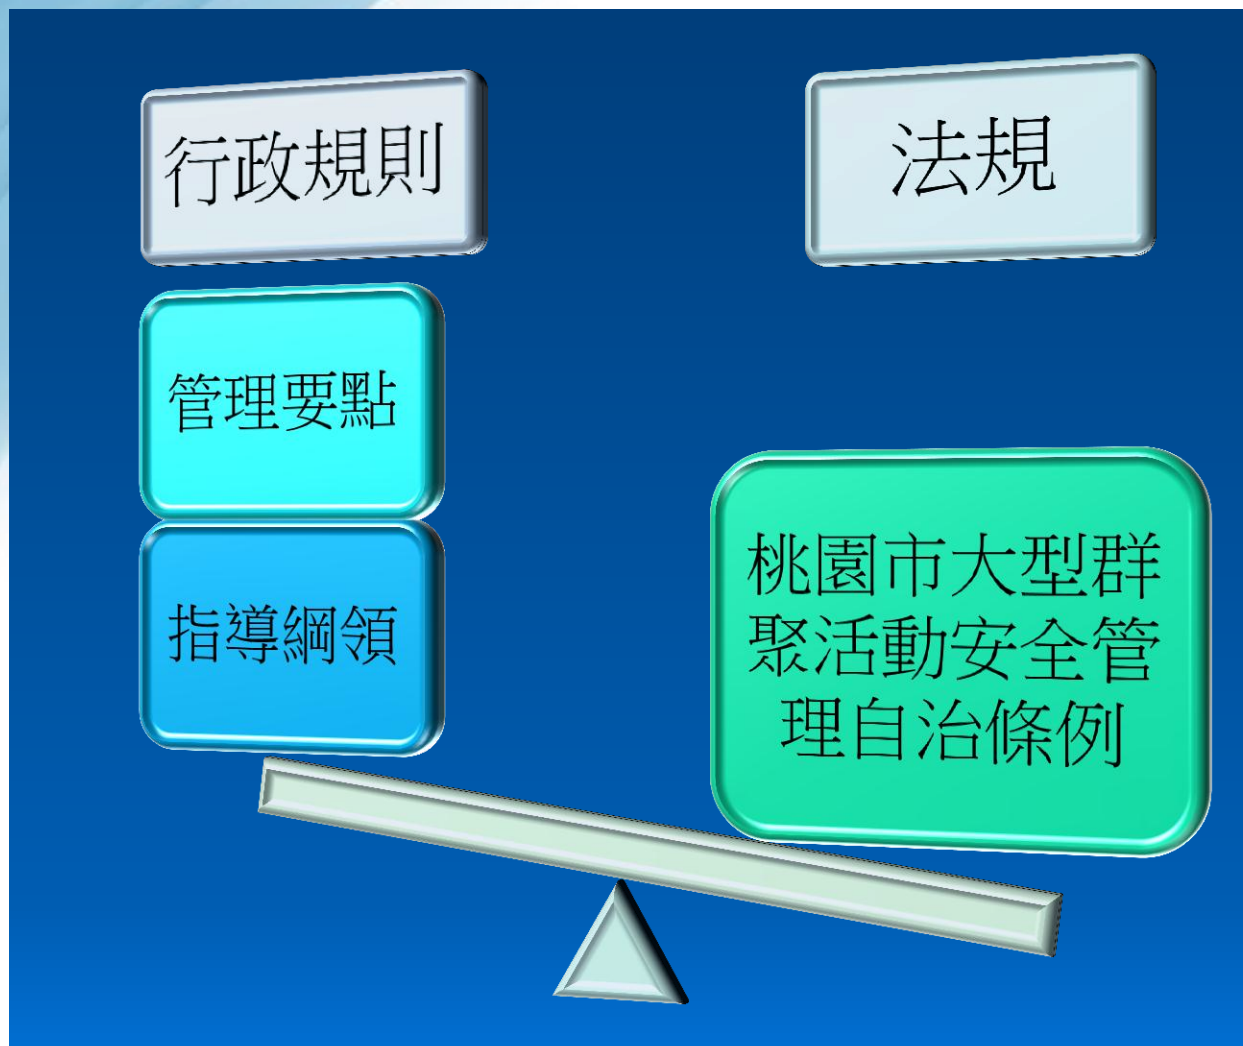 行政規則
法規
管理要點
指導綱領
桃園市大型群
聚活動安全管
理自治條例